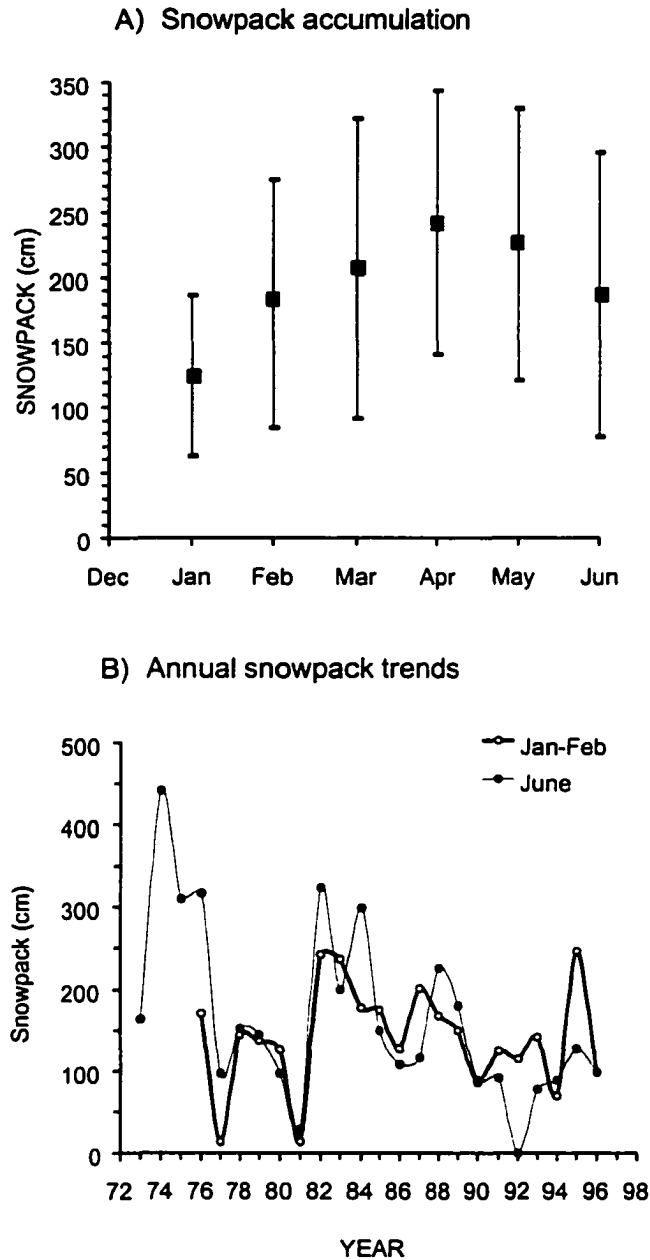 A) Snowpack accumulation
350
300
250
200
150
100
50
0
SNOWPACK (cm)
Dec Jan Feb Mar Apr May Jun
B) Annual snowpack trends
500
400
300
200
100
0
Snowpack (cm)
Jan-Feb
June
72 74 76 78 80 82 84 86 88 90 92 94 96 98
YEAR